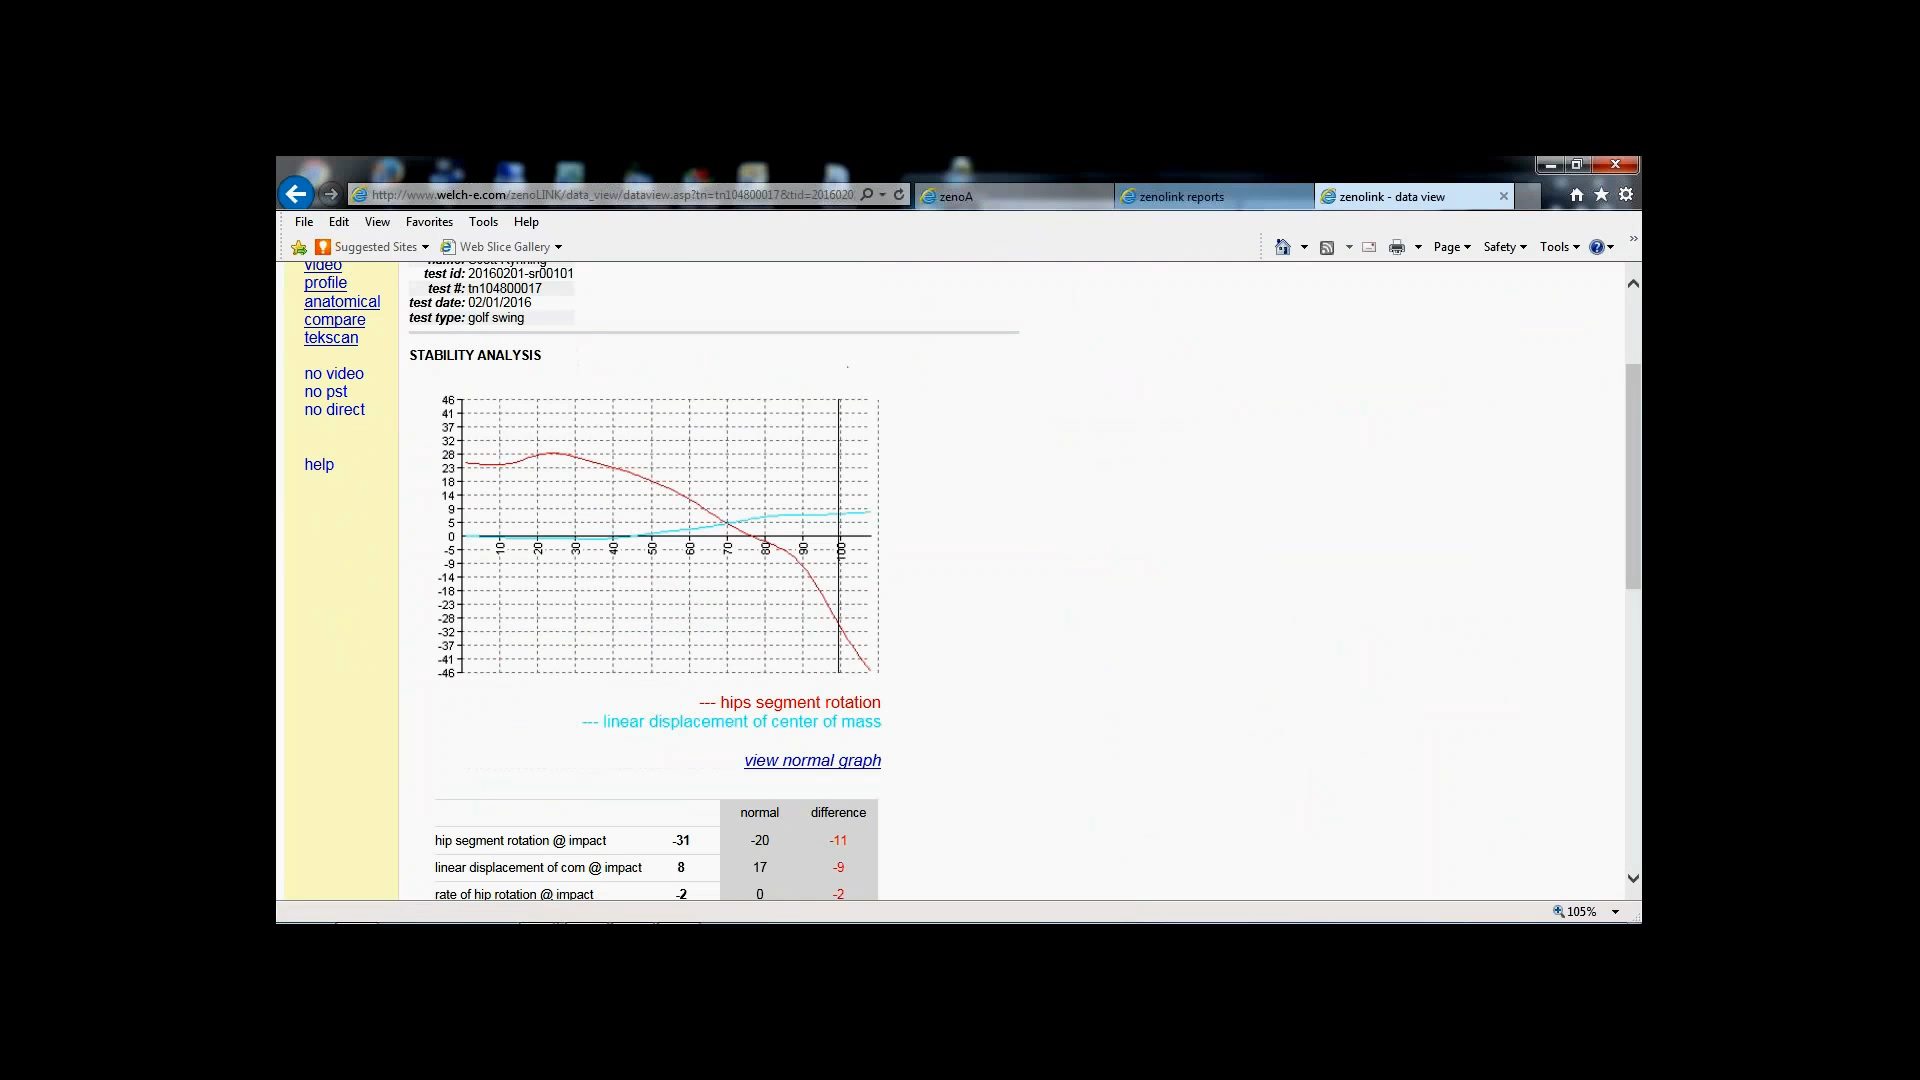 http://www.welch-e.com/zenoLINK/data_view/dataview.asp?tn=tn104800017&tid=2016020
zenoA
zenolink reports
zenolink - data view
File Edit View Favorites Tools Help
Suggested Sites Web Slice Gallery
Page Safety Tools
video
profile
anatomical
compare
tekscan
no video
no pst
no direct
help
test id: 20160201-sr00101
test #: tn104800017
test date: 02/01/2016
test type: golf swing
STABILITY ANALYSIS
46
41
37
32
28
23
18
14
9
5
0
-5
-9
-14
-18
-23
-28
-32
-37
-41
-46
10 20 30 40 50 60 70 80 90 100
--- hips segment rotation
--- linear displacement of center of mass
view normal graph
normal difference
hip segment rotation @ impact -31 -20 -11
linear displacement of com @ impact 8 17 -9
rate of hip rotation @ impact -2 0 -2
105%